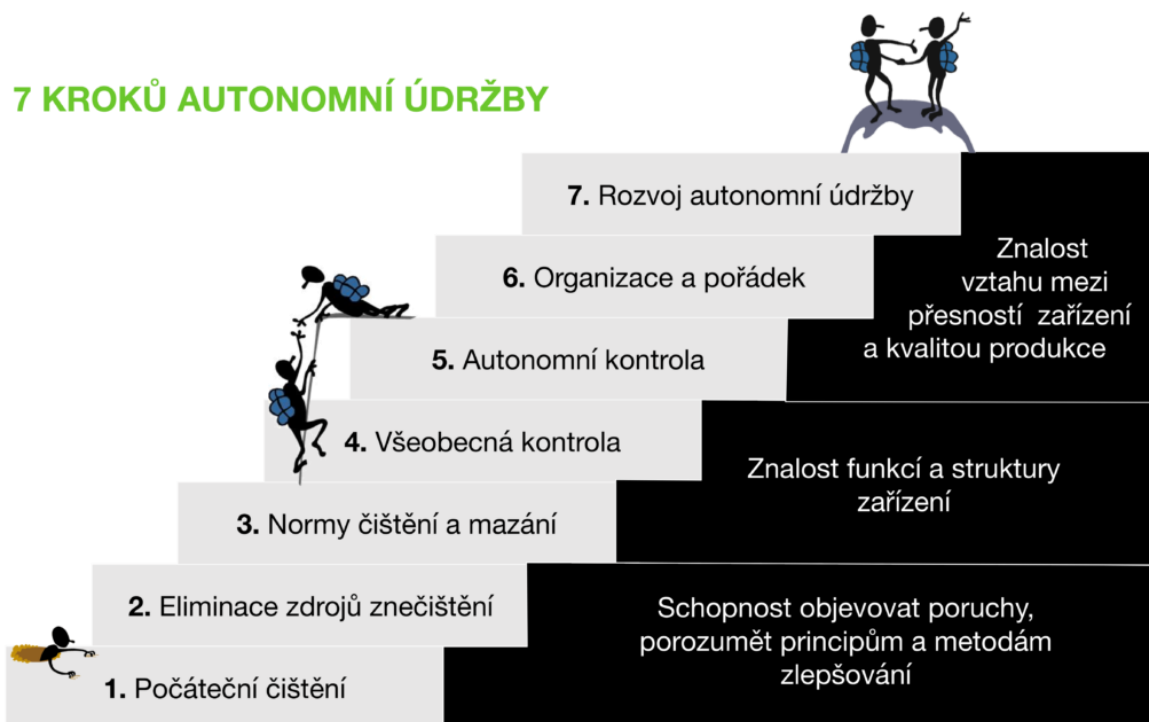 7 KROKŮ AUTONOMNÍ ÚDRŽBY
7. Rozvoj autonomní údržby
6. Organizace a pořádek
5. Autonomní kontrola
4. Všeobecná kontrola
3. Normy čištění a mazání
2. Eliminace zdrojů znečištění
1. Počáteční čištění
Znalost
vztahu mezi
přesností zařízení
a kvalitou produkce
Znalost funkcí a struktury
zařízení
Schopnost objevovat poruchy,
porozumět principům a metodám
zlepšování